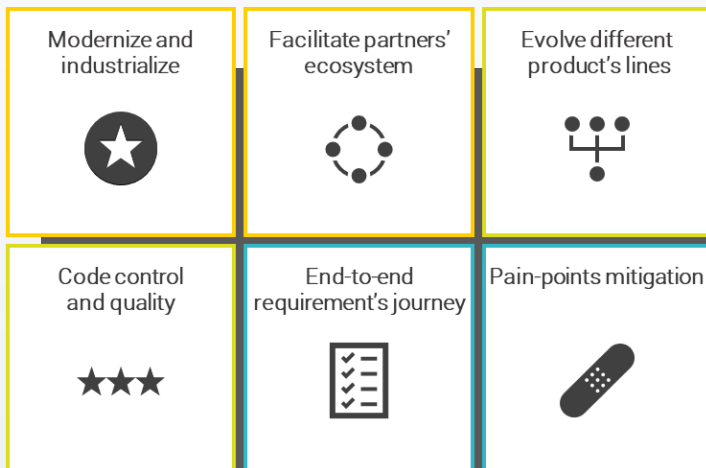 Modernize and
industrialize
Facilitate partners’
ecosystem
Evolve different
product’s lines
Code control
and quality
End-to-end
requirement’s journey
Pain-points mitigation